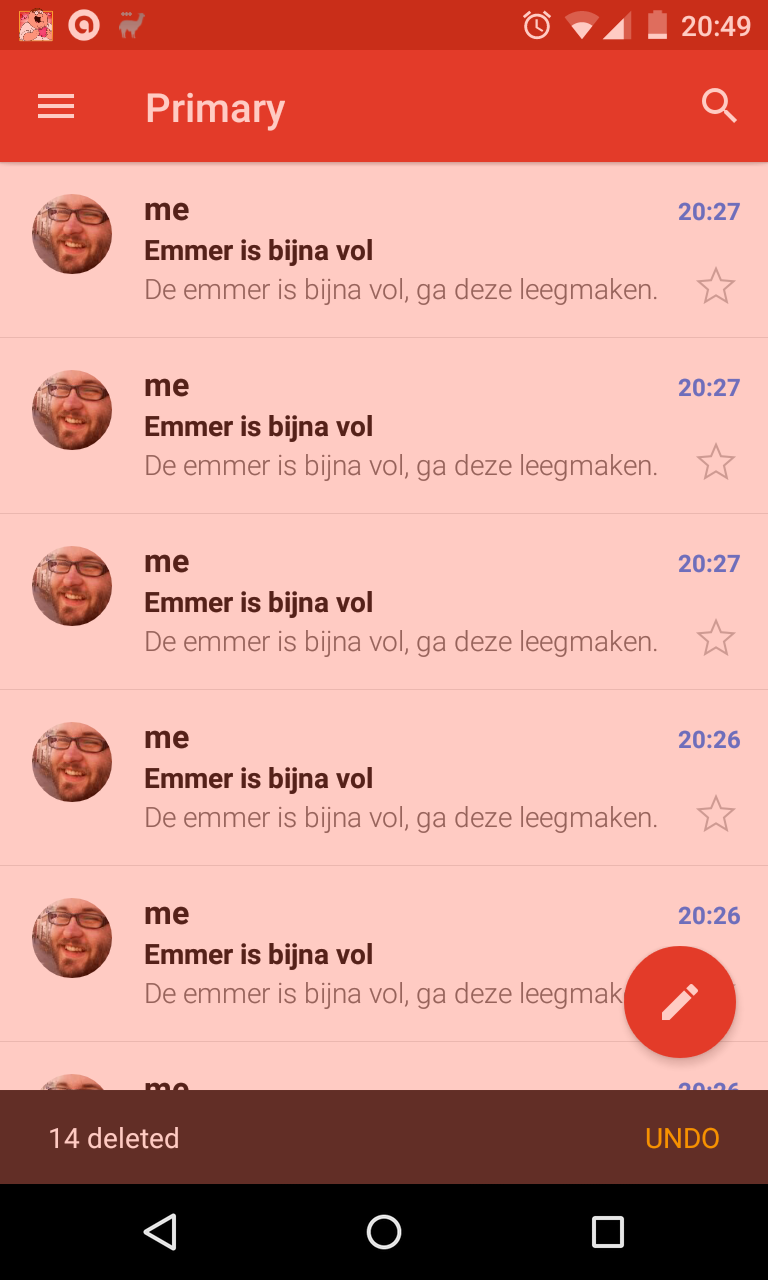 20:49
Primary
me
20:27
Emmer is bijna vol
De emmer is bijna vol, ga deze leegmaken.
me
20:27
Emmer is bijna vol
De emmer is bijna vol, ga deze leegmaken.
me
20:27
Emmer is bijna vol
De emmer is bijna vol, ga deze leegmaken.
me
20:26
Emmer is bijna vol
De emmer is bijna vol, ga deze leegmaken.
me
20:26
Emmer is bijna vol
De emmer is bijna vol, ga deze leegmak
me
20:26
14 deleted
UNDO